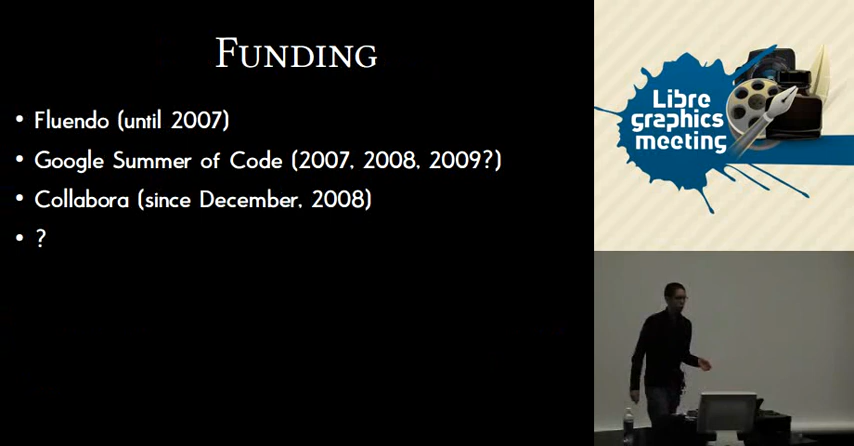 FUNDING
• Fluendo (until 2007)
• Google Summer of Code (2007, 2008, 2009?)
• Collabora (since December, 2008)
• ?
Libre
graphics
meeting